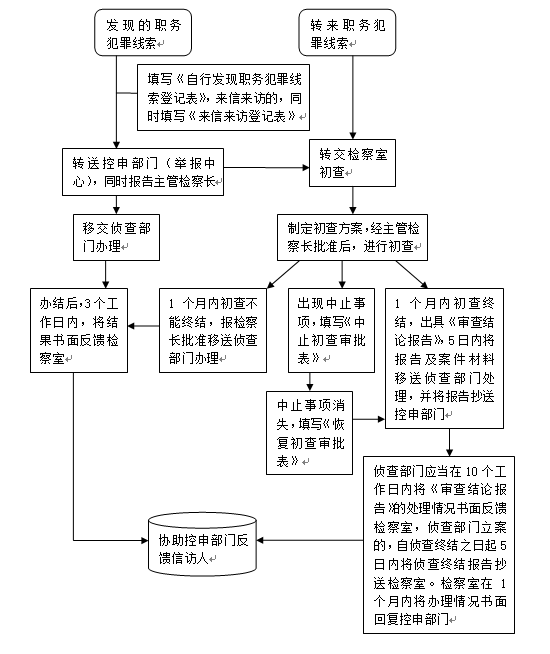 发现的职务
犯罪线索
转来职务犯
罪线索
填写《自行发现职务犯罪线
索登记表》，来信来访的，同
时填写《来信来访登记表》
转送控申部门（举报中
心），同时报告主管检察长
转交检察室
初查
移交侦查部
门办理
制定初查方案，经主管检
察长批准后，进行初查
办结后，3个工
作日内，将结
果书面反馈检
察室
1 个月内初查不
能终结，报检察
长批准移送侦查
部门办理
出现中止事
项，填写《中
止初查审批
表》
1 个月内初查终
结，出具《审查结
论报告》，5日内将
报告及案件材料
移送侦查部门处
理，并将报告抄送
控申部门
中止事项消
失，填写《恢
复初查审批
表》
侦查部门应当在 10 个工
作日内将《审查结论报
告》的处理情况书面反馈
检察室，侦查部门立案
的，自侦查终结之日起 5
日内将侦查终结报告抄
送检察室。检察室在 1
个月内将办理情况书面
回复控申部门
协助控申部门反
馈信访人